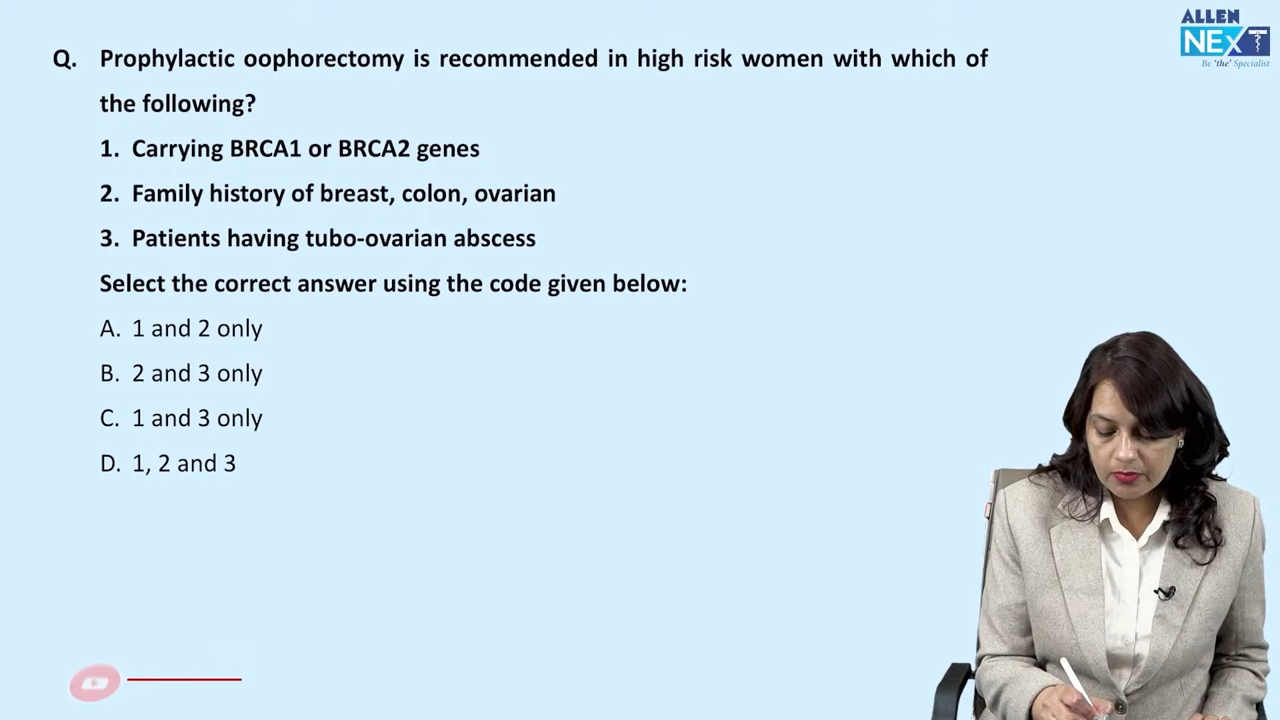 ALLEN
NExT
Be 'the' Specialist
Q. Prophylactic oophorectomy is recommended in high risk women with which of
the following?
1. Carrying BRCA1 or BRCA2 genes
2. Family history of breast, colon, ovarian
3. Patients having tubo-ovarian abscess
Select the correct answer using the code given below:
A. 1 and 2 only
B. 2 and 3 only
C. 1 and 3 only
D. 1, 2 and 3